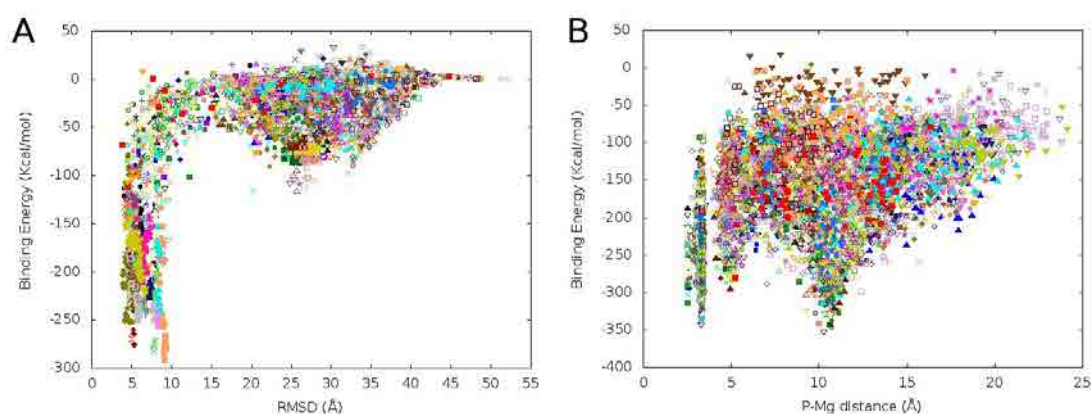 A
50
0
-50
-100
-150
-200
-250
-300
Binding Energy (Kcal/mol)
0 5 10 15 20 25 30 35 40 45 50 55
RMSD (Å)
B
50
0
-50
-100
-150
-200
-250
-300
-350
-400
Binding Energy (Kcal/mol)
0 5 10 15 20 25
P-Mg distance (Å)